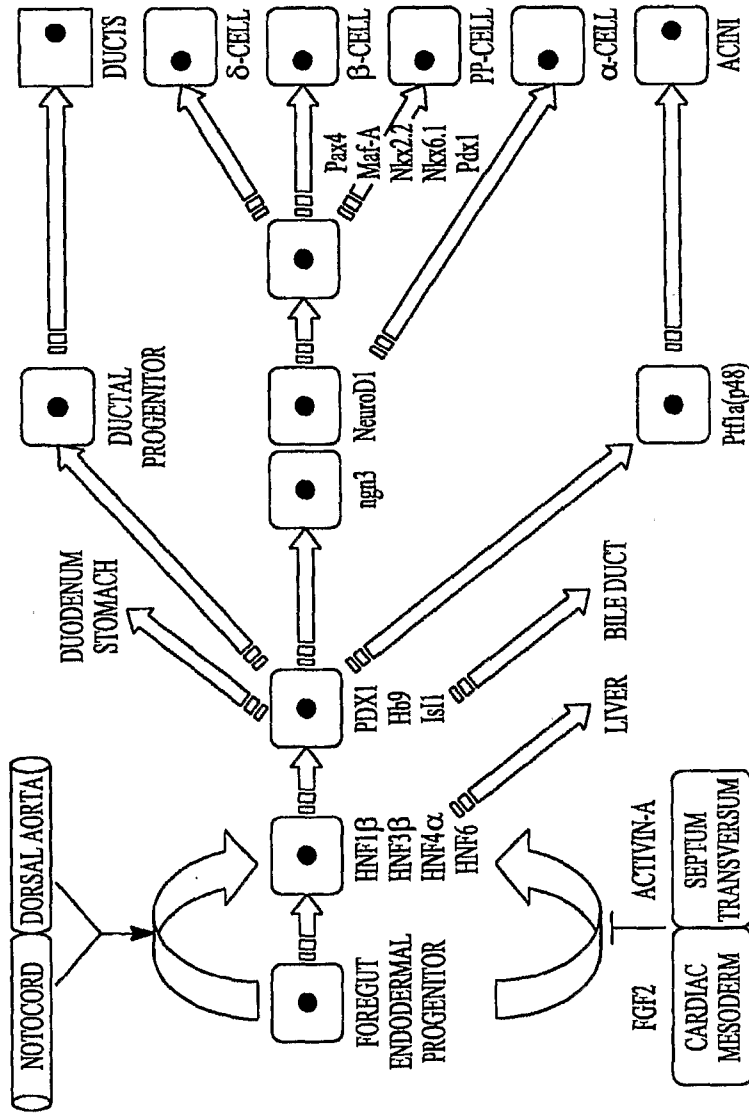 NOTOCORD
DORSAL AORTA
FOREGUT
ENDODERMAL
PROGENITOR
HNF1β
HNF3β
HNF4α
HNF6
FGF2
ACTIVIN-A
CARDIAC
MESODERM
SEPTUM
TRANSVERSUM
PDX1
Hb9
Isl1
LIVER
BILE DUCT
DUODENUM
STOMACH
DUCTAL
PROGENITOR
ngn3
NeuroD1
Ptf1a(p48)
Pax4
Maf-A
Nkx2.2
Nkx6.1
Pdx1
DUCTS
δ-CELL
β-CELL
PP-CELL
α-CELL
ACINI